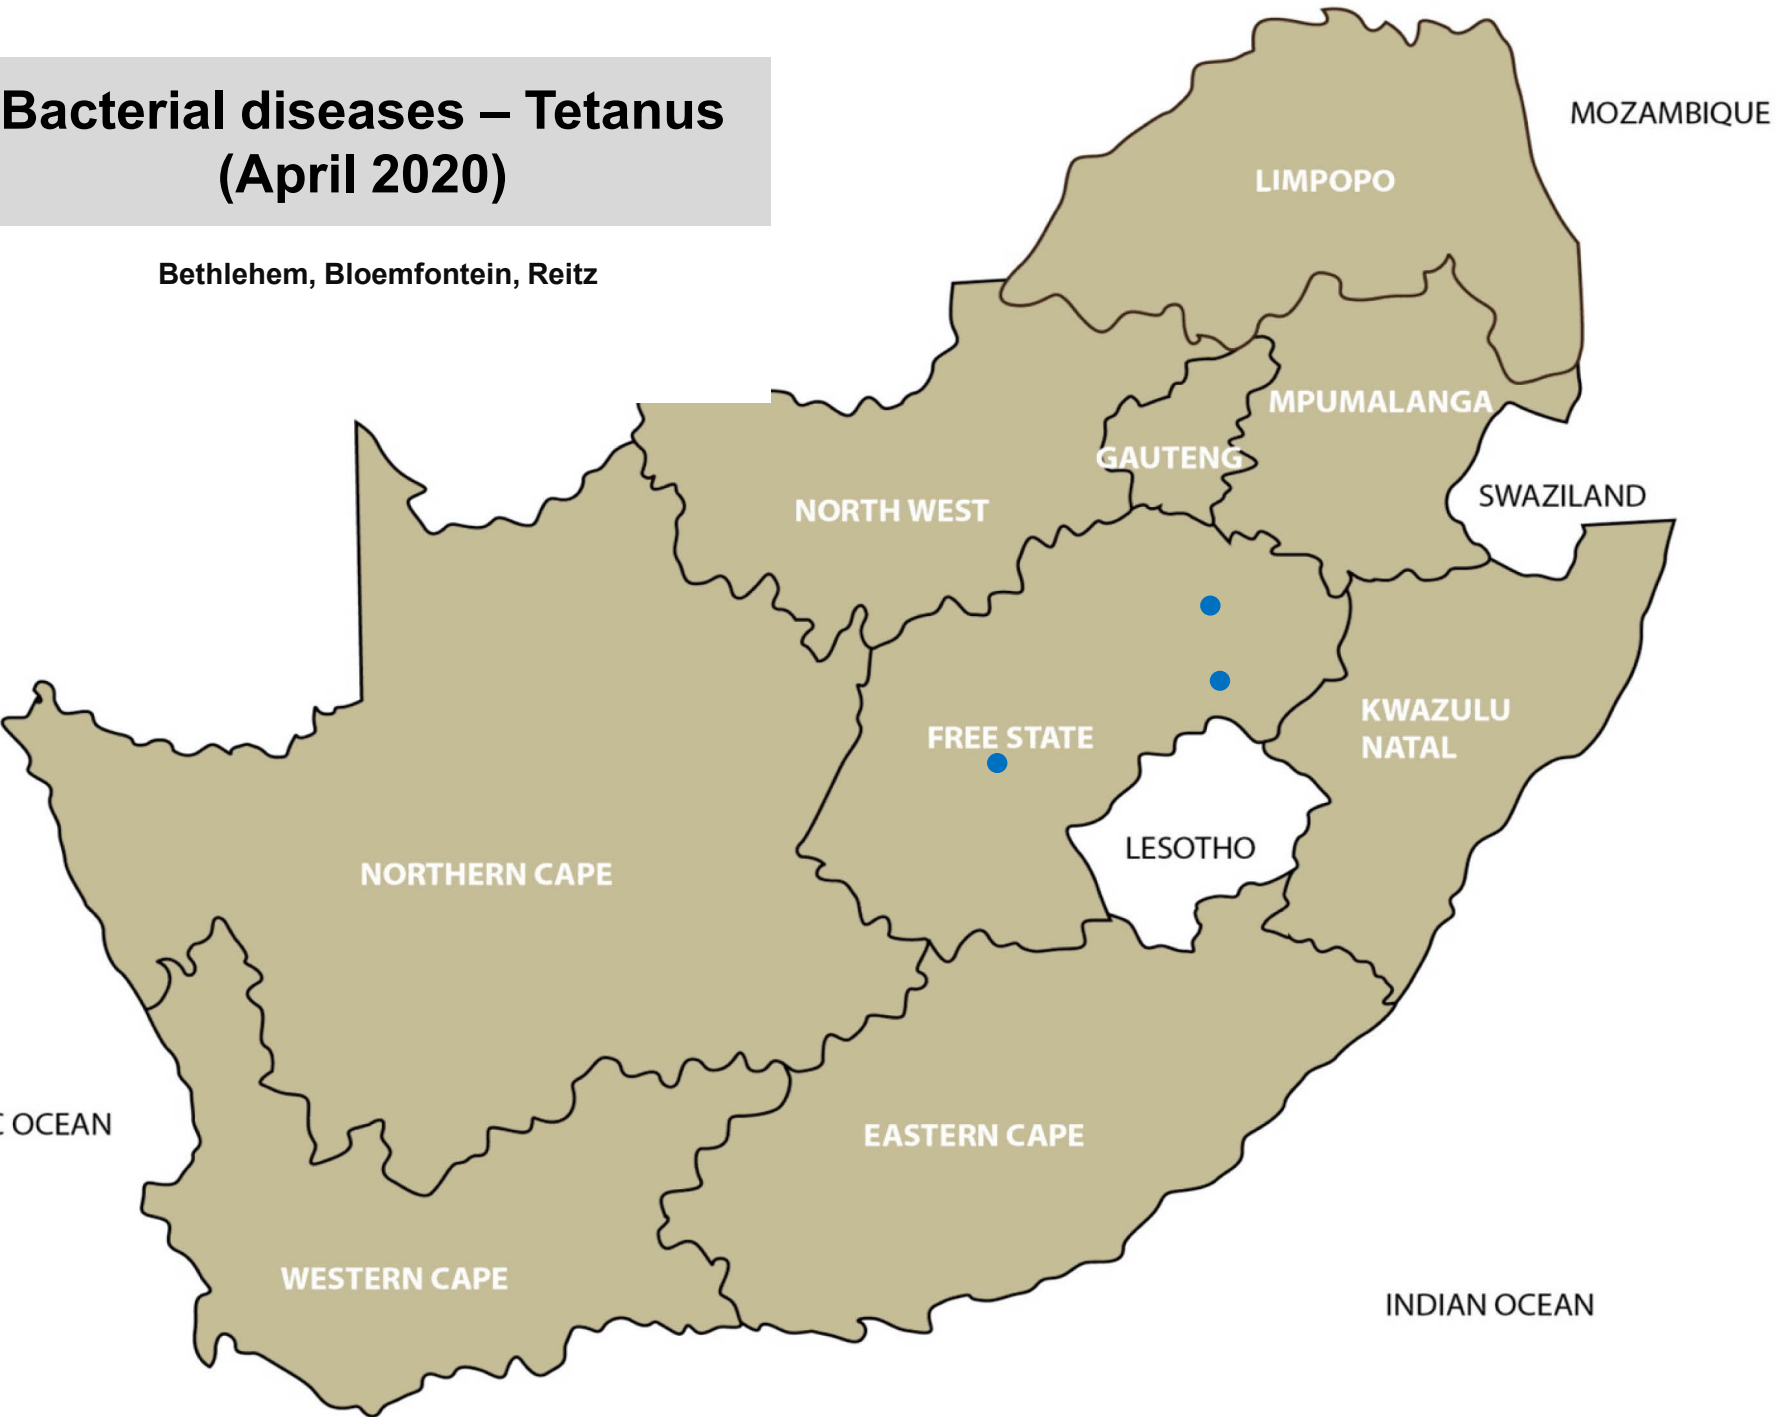 Bacterial diseases – Tetanus
(April 2020)
Bethlehem, Bloemfontein, Reitz
MOZAMBIQUE
LIMPOPO
MPUMALANGA
GAUTENG
SWAZILAND
NORTH WEST
KWAZULU
NATAL
FREE STATE
LESOTHO
NORTHERN CAPE
C OCEAN
EASTERN CAPE
WESTERN CAPE
INDIAN OCEAN